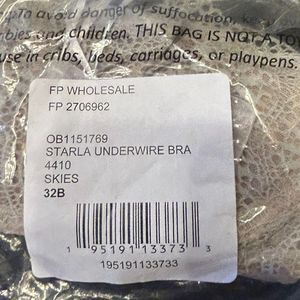 To avoid danger of suffocation, keep
and children. THIS BAG IS NOT A TO
use in cribs, beds, carriages, or playpens.
FP WHOLESALE
FP 2706962
OB1151769
STARLA UNDERWIRE BRA
4410
SKIES
32B
1 95191 13373 3
195191133733